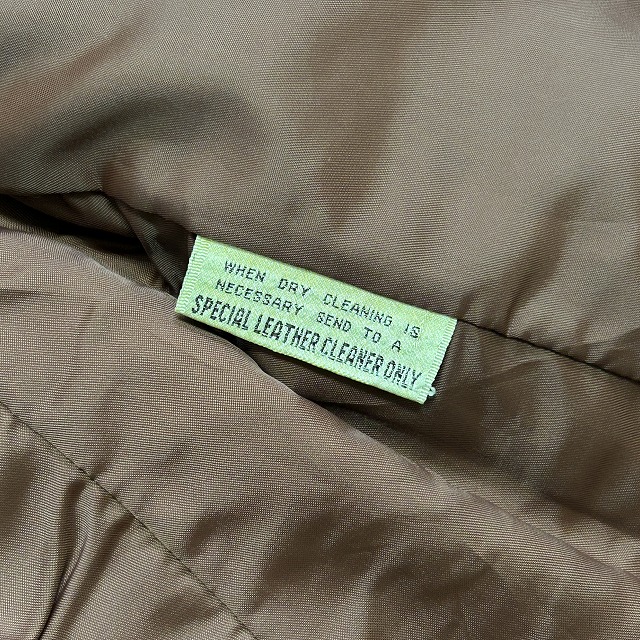 WHEN DRY CLEANING IS
NECESSARY SEND TO A
SPECIAL LEATHER CLEANER ONLY